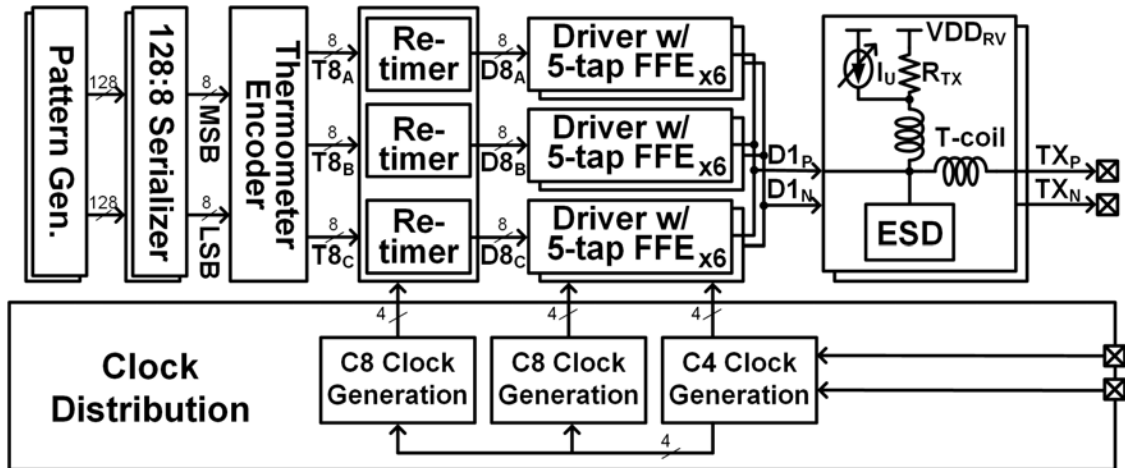 Pattern Gen.
128
128
128:8 Serializer
8
MSB
8
LSB
Thermometer
Encoder
8
T8A
8
T8B
8
T8C
Re-
timer
Re-
timer
Re-
timer
8
D8A
8
D8B
8
D8C
Driver w/
5-tap FFE x6
Driver w/
5-tap FFE x6
Driver w/
5-tap FFE x6
D1P
D1N
VDDRV
IU
RTX
T-coil
ESD
TXP
TXN
4
4
4
Clock
Distribution
C8 Clock
Generation
C8 Clock
Generation
C4 Clock
Generation
4